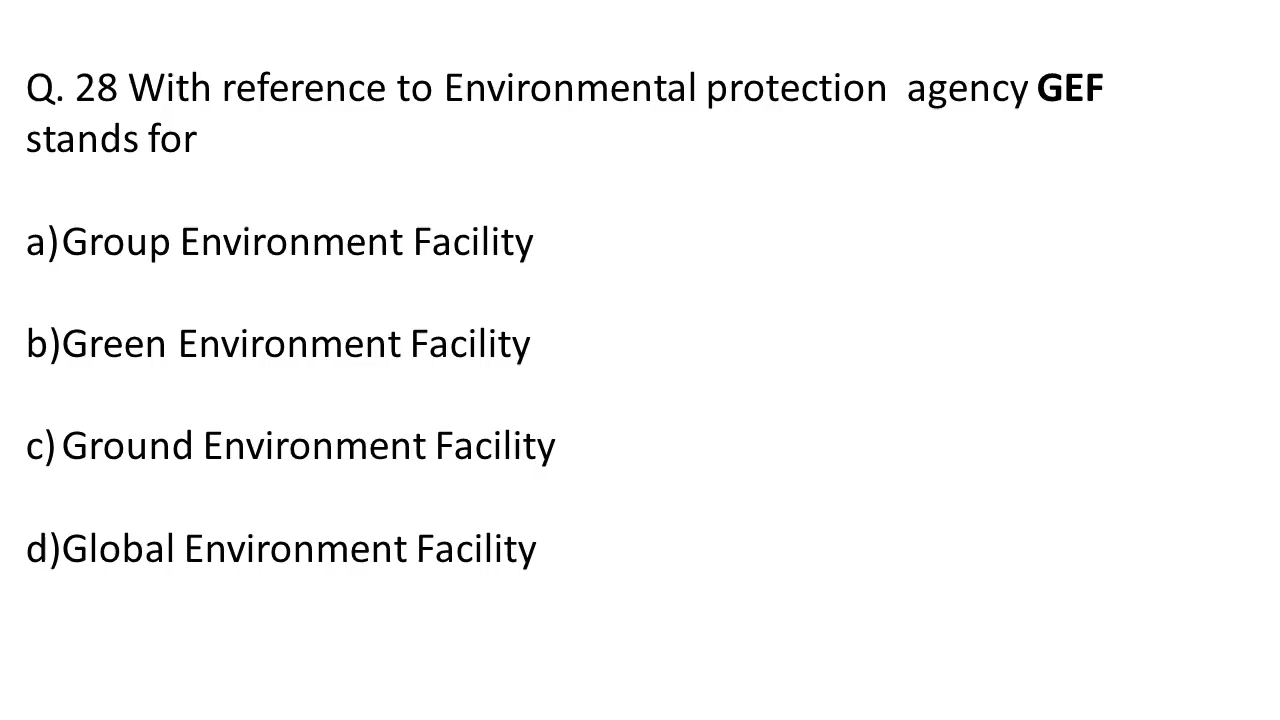 Q. 28 With reference to Environmental protection  agency GEF
stands for
a) Group Environment Facility
b) Green Environment Facility
c) Ground Environment Facility
d) Global Environment Facility